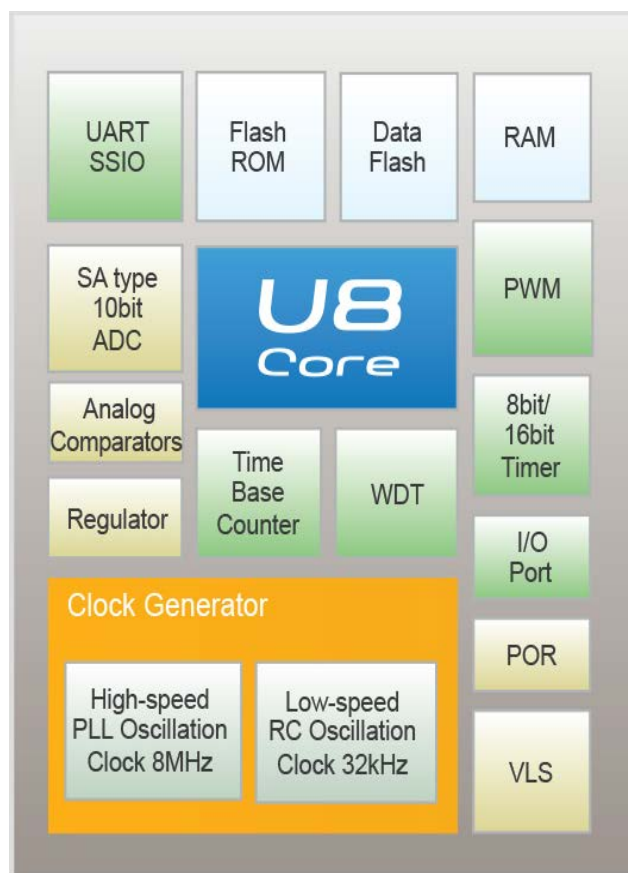 UART
SSIO
Flash
ROM
Data
Flash
RAM
SA type
10bit
ADC
U8
Core
PWM
Analog
Comparators
Time
Base
Counter
WDT
8bit/
16bit
Timer
Regulator
I/O
Port
Clock Generator
High-speed
PLL Oscillation
Clock 8MHz
Low-speed
RC Oscillation
Clock 32kHz
POR
VLS